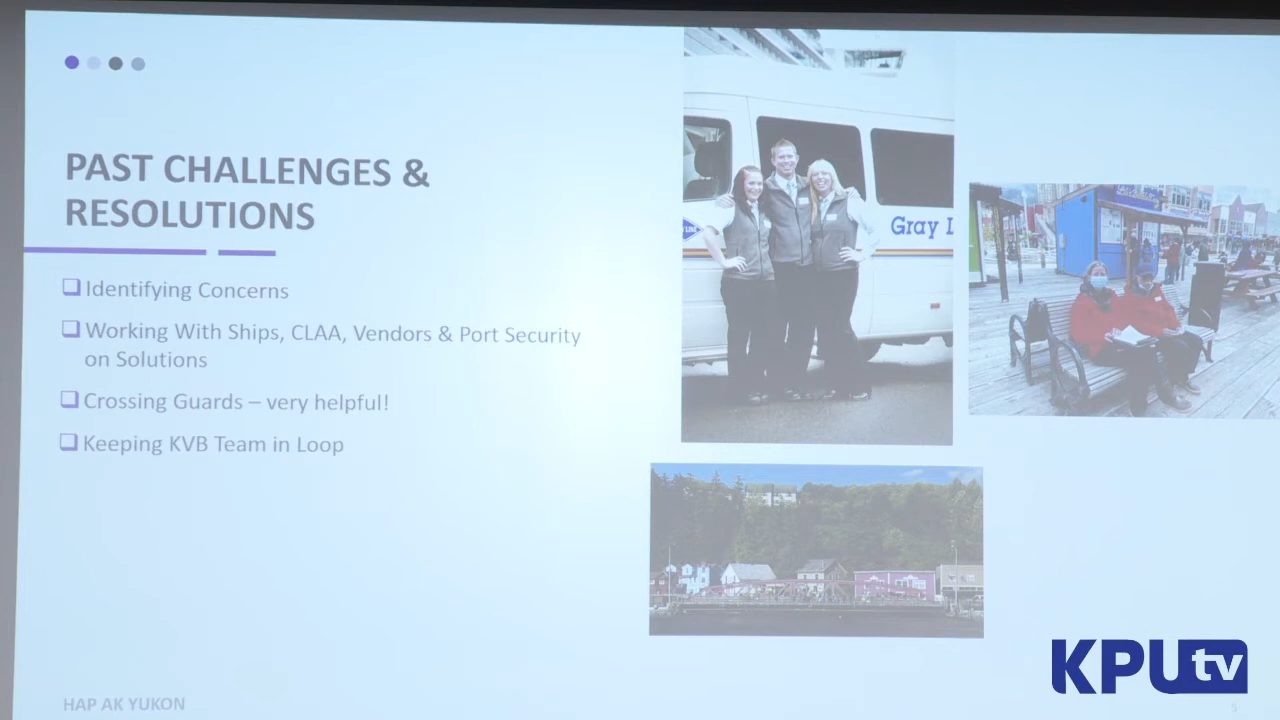 PAST CHALLENGES &
RESOLUTIONS
❑ Identifying Concerns
❑ Working With Ships, CLAA, Vendors & Port Security
on Solutions
❑ Crossing Guards – very helpful!
❑ Keeping KVB Team in Loop
HAP AK YUKON
Gray L
5
KPUtv